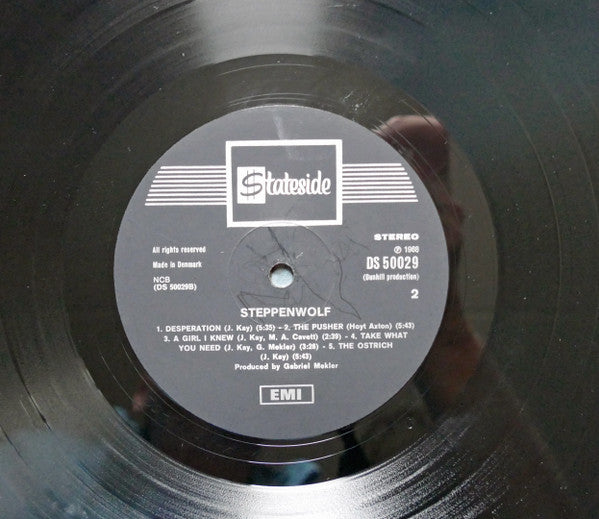 $tateside
STEREO
All rights reserved
℗ 1968
Made in Denmark
DS 50029
NCB
(Dunhill production)
(DS 50029B)
2
STEPPENWOLF
1. DESPERATION (J. Kay) (5:35) - 2. THE PUSHER (Hoyt Axton) (5:43)
3. A GIRL I KNEW (J. Kay, M. A. Cavett) (2:39) - 4. TAKE WHAT
YOU NEED (J. Kay, G. Mekler) (3:28) - 5. THE OSTRICH
(J. Kay) (5:43)
Produced by Gabriel Mekler
EMI